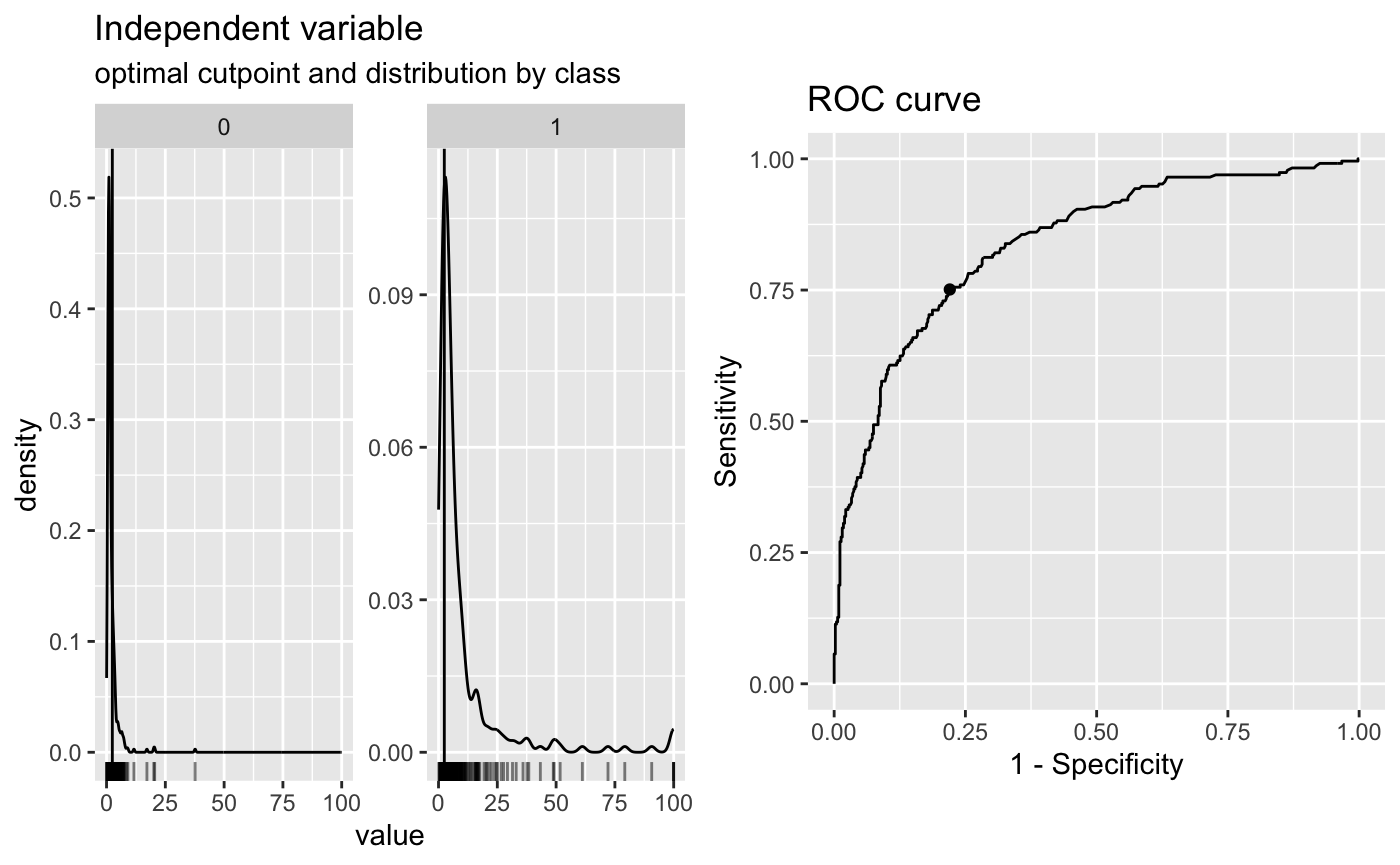 Independent variable
optimal cutpoint and distribution by class
0
1
density
0.5
0.4
0.3
0.2
0.1
0.0
0.09
0.06
0.03
0.00
0 25 50 75 100
0 25 50 75 100
value
ROC curve
Sensitivity
1.00
0.75
0.50
0.25
0.00
0.00 0.25 0.50 0.75 1.00
1 - Specificity